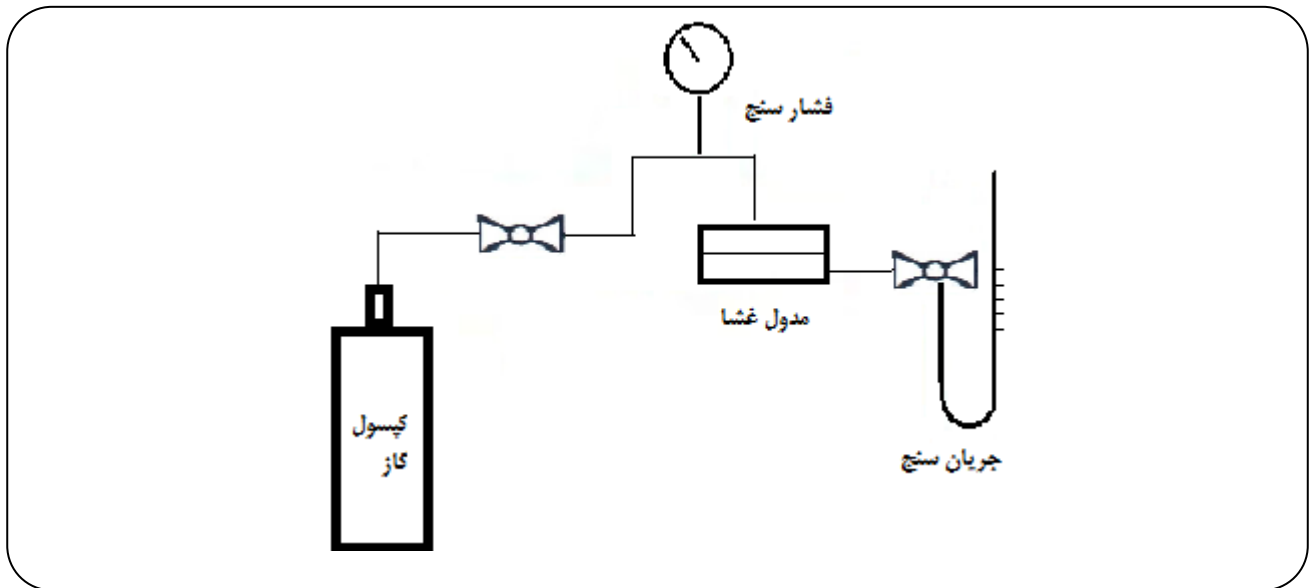 فشار سنج
مدول غشا
کپسول
گاز
جریان سنج